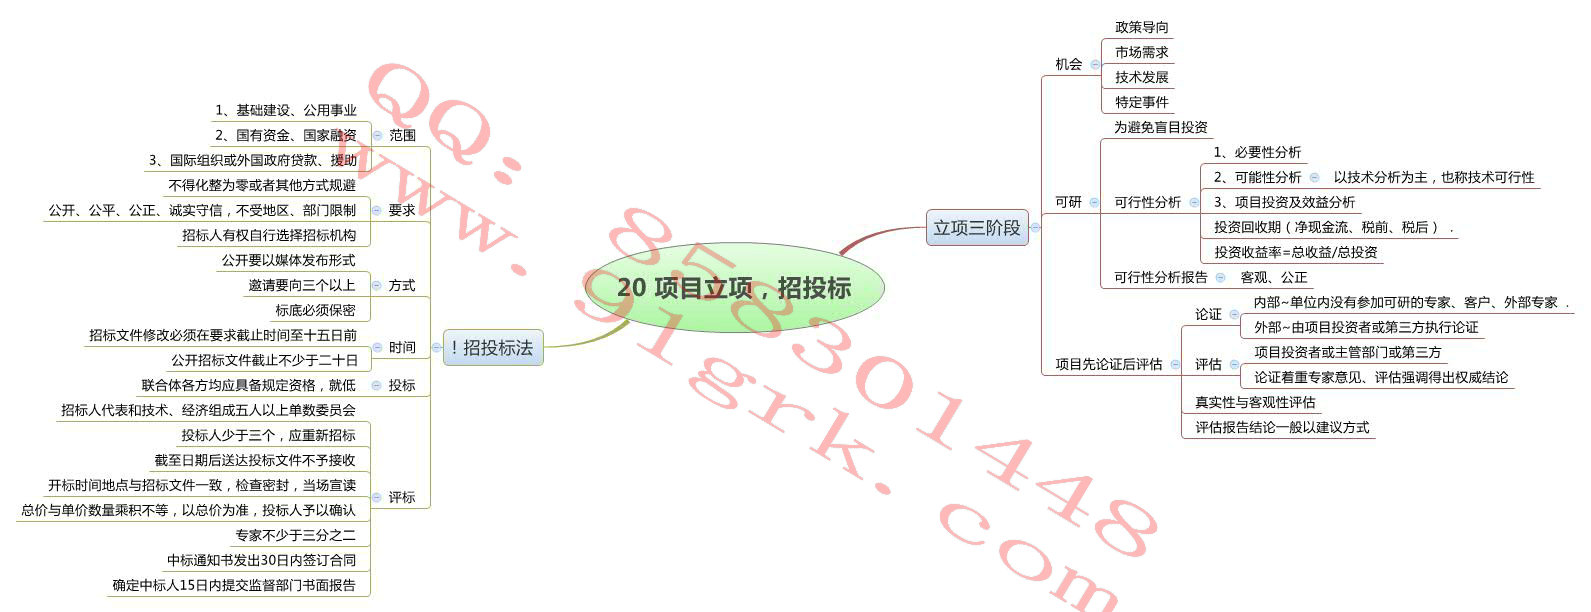 20 项目立项，招投标
立项三阶段
机会
政策导向
市场需求
技术发展
特定事件
可研
为避免盲目投资
可行性分析
1、必要性分析
2、可能性分析
以技术分析为主，也称技术可行性
3、项目投资及效益分析
投资回收期（净现金流、税前、税后）.
投资收益率=总收益/总投资
可行性分析报告
客观、公正
项目先论证后评估
论证
内部~单位内没有参加可研的专家、客户、外部专家 .
外部~由项目投资者或第三方执行论证
评估
项目投资者或主管部门或第三方
论证着重专家意见、评估强调得出权威结论
真实性与客观性评估
评估报告结论一般以建议方式
! 招投标法
范围
1、基础建设、公用事业
2、国有资金、国家融资
3、国际组织或外国政府贷款、援助
要求
不得化整为零或者其他方式规避
公开、公平、公正、诚实守信，不受地区、部门限制
招标人有权自行选择招标机构
方式
公开要以媒体发布形式
邀请要向三个以上
标底必须保密
时间
招标文件修改必须在要求截止时间至十五日前
公开招标文件截止不少于二十日
投标
联合体各方均应具备规定资格，就低
评标
招标人代表和技术、经济组成五人以上单数委员会
投标人少于三个，应重新招标
截至日期后送达投标文件不予接收
开标时间地点与招标文件一致，检查密封，当场宣读
总价与单价数量乘积不等，以总价为准，投标人予以确认
专家不少于三分之二
中标通知书发出30日内签订合同
确定中标人15日内提交监督部门书面报告
QQ: 858301448
www.91grk.com